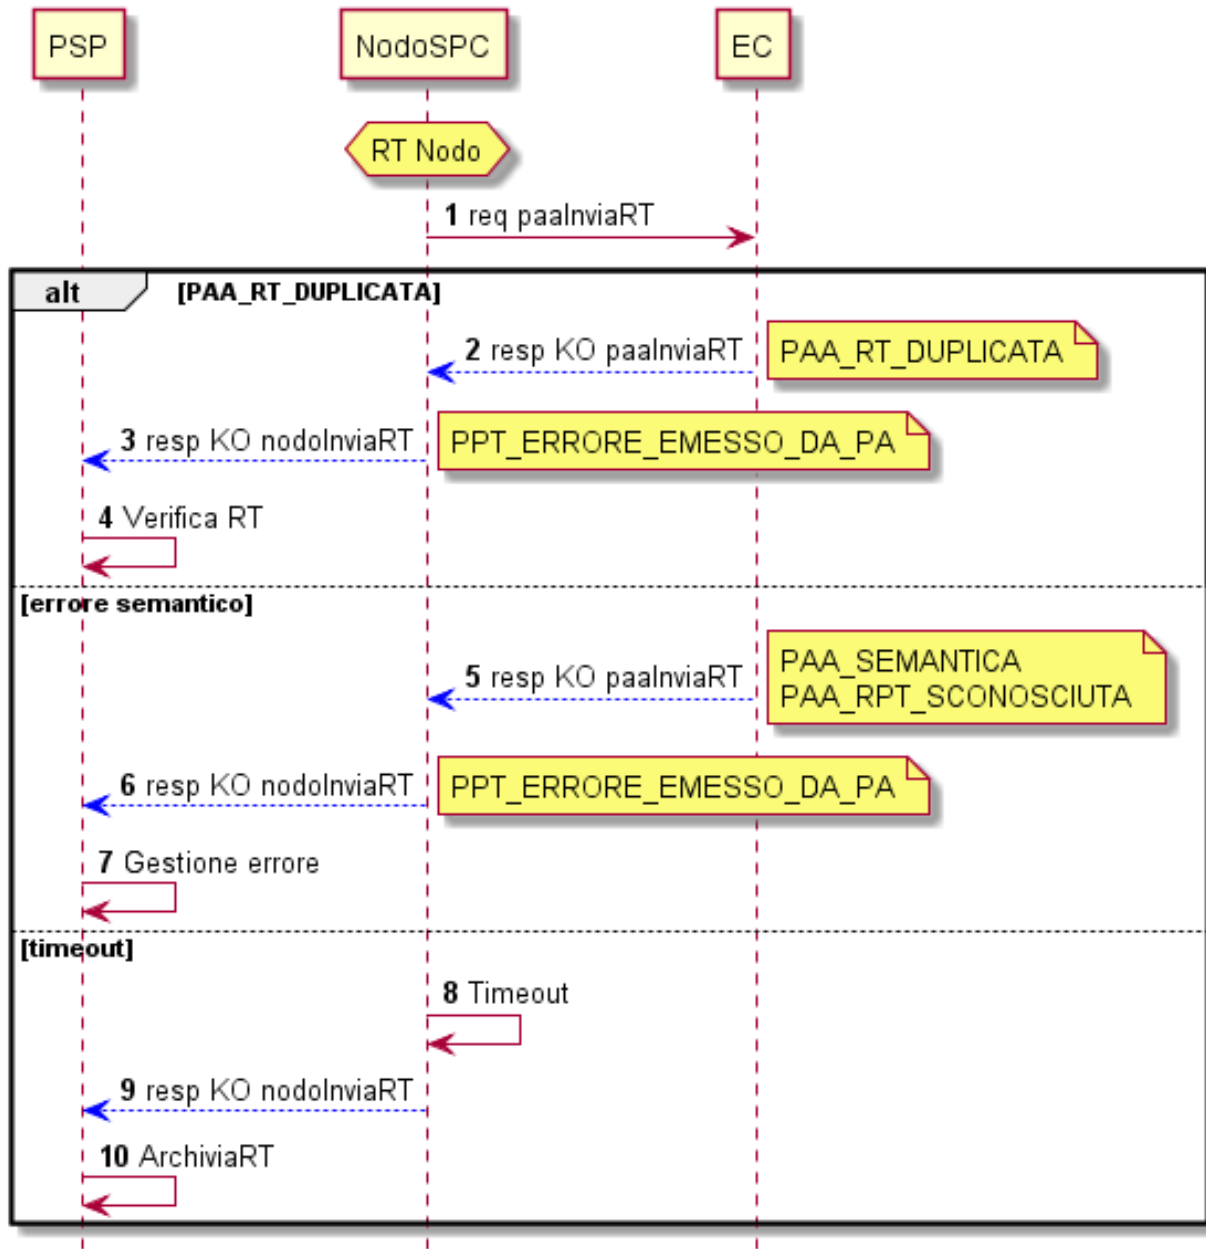 PSP
NodoSPC
EC
RT Nodo
1 req paaInviaRT
alt
[PAA_RT_DUPLICATA]
2 resp KO paaInviaRT
PAA_RT_DUPLICATA
3 resp KO nodoInviaRT
PPT_ERRORE_EMESSO_DA_PA
4 Verifica RT
[errore semantico]
5 resp KO paaInviaRT
PAA_SEMANTICA
PAA_RPT_SCONOSCIUTA
6 resp KO nodoInviaRT
PPT_ERRORE_EMESSO_DA_PA
7 Gestione errore
[timeout]
8 Timeout
9 resp KO nodoInviaRT
10 ArchiviaRT